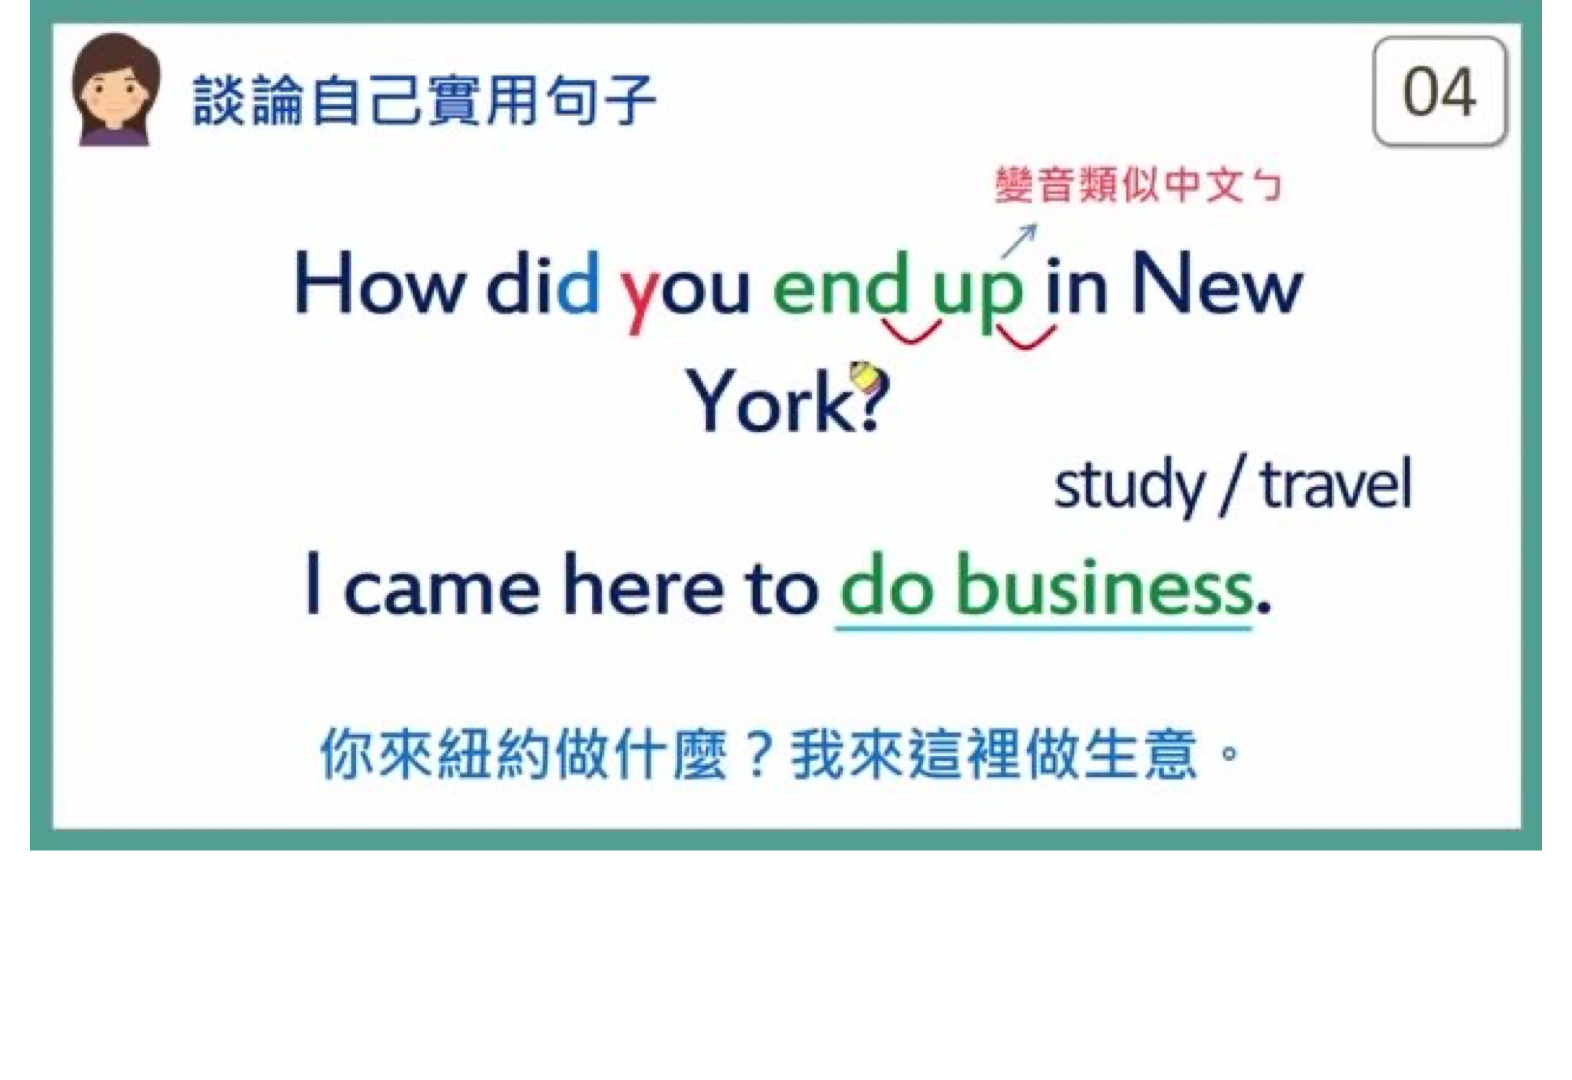 談論自己實用句子
04
變音類似中文ㄅ
How did you end up in New
York?
study / travel
I came here to do business.
你來紐約做什麼？我來這裡做生意。